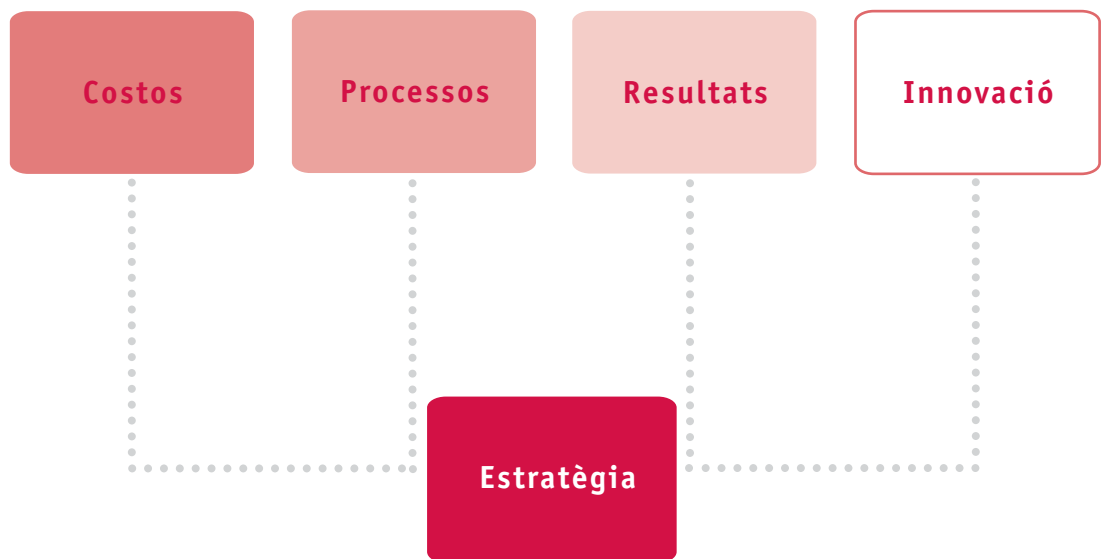 Costos
Processos
Resultats
Innovació
Estratègia